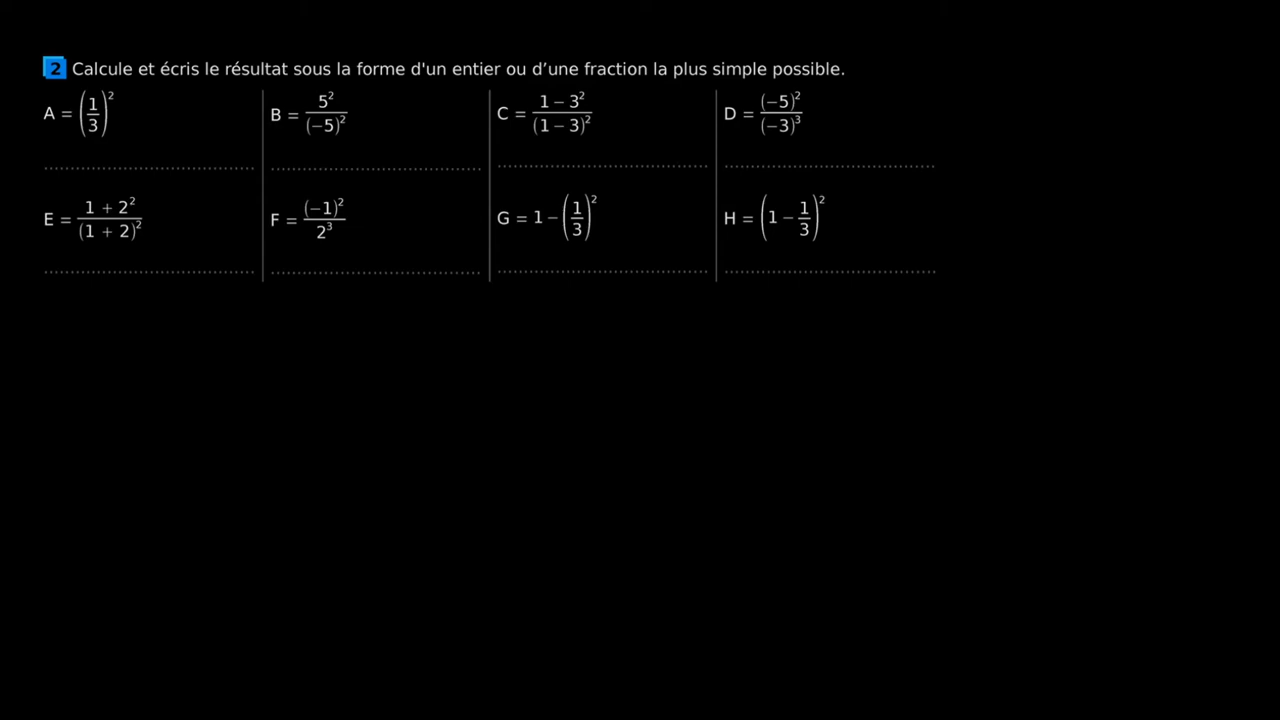 2 Calcule et écris le résultat sous la forme d'un entier ou d’une fraction la plus simple possible.
A = (1/3)²
B = 5²/(−5)²
C = (1 − 3²)/(1 − 3)²
D = (−5)²/(−3)³
E = (1 + 2²)/(1 + 2)²
F = (−1)²/2³
G = 1 − (1/3)²
H = (1 − 1/3)²